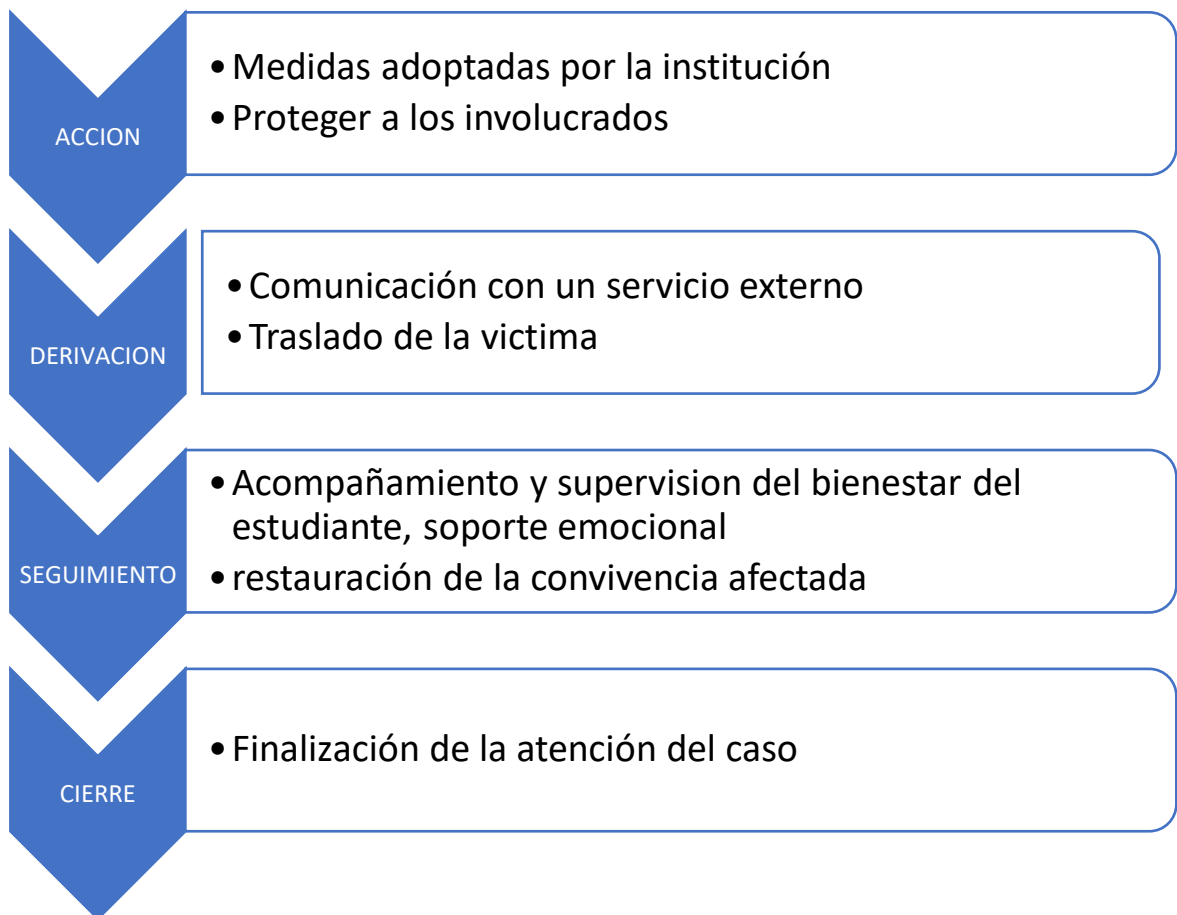 ACCION
• Medidas adoptadas por la institución
• Proteger a los involucrados
DERIVACION
• Comunicación con un servicio externo
• Traslado de la victima
SEGUIMIENTO
• Acompañamiento y supervision del bienestar del
estudiante, soporte emocional
• restauración de la convivencia afectada
CIERRE
• Finalización de la atención del caso